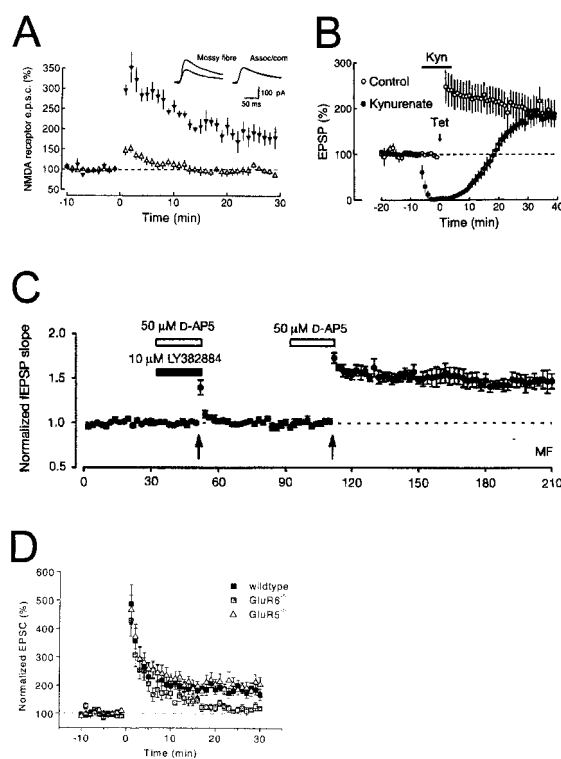 A
NMDA receptor e.p.s.c. (%)
350
300
250
200
150
100
50
Mossy fibre
Assoc/com
100 pA
50 ms
-10 0 10 20 30
Time (min)
B
Kyn
Control
Kynurenate
Tet
EPSP (%)
300
200
100
0
-20 -10 0 10 20 30 40
Time (min)
C
50 µM D-AP5
50 µM D-AP5
10 µM LY382884
Normalized fEPSP slope
2.0
1.5
1.0
0.5
MF
0 30 60 90 120 150 180 210
D
Normalized EPSC (%)
600
500
400
300
200
100
wildtype
GluR6-/-
GluR5-/-
-10 0 10 20 30
Time (min)